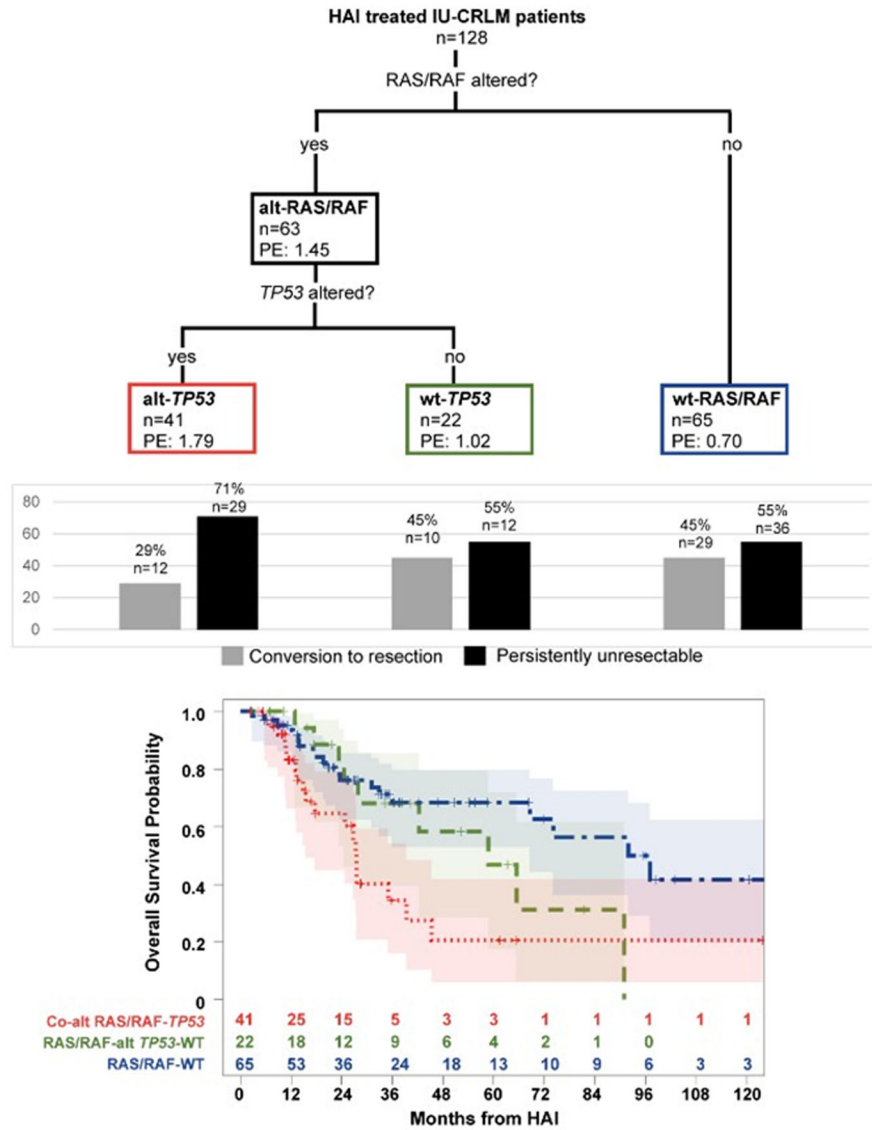 HAI treated IU-CRLM patients
n=128
RAS/RAF altered?
yes
no
alt-RAS/RAF
n=63
PE: 1.45
TP53 altered?
yes
no
alt-TP53
n=41
PE: 1.79
wt-TP53
n=22
PE: 1.02
wt-RAS/RAF
n=65
PE: 0.70
80
60
40
20
0
29%
n=12
71%
n=29
45%
n=10
55%
n=12
45%
n=29
55%
n=36
Conversion to resection
Persistently unresectable
Overall Survival Probability
1.0
0.8
0.6
0.4
0.2
0
Co-alt RAS/RAF-TP53 41 25 15 5 3 3 1 1 1 1 1
RAS/RAF-alt TP53-WT 22 18 12 9 6 4 2 1 0
RAS/RAF-WT 65 53 36 24 18 13 10 9 6 3 3
0 12 24 36 48 60 72 84 96 108 120
Months from HAI